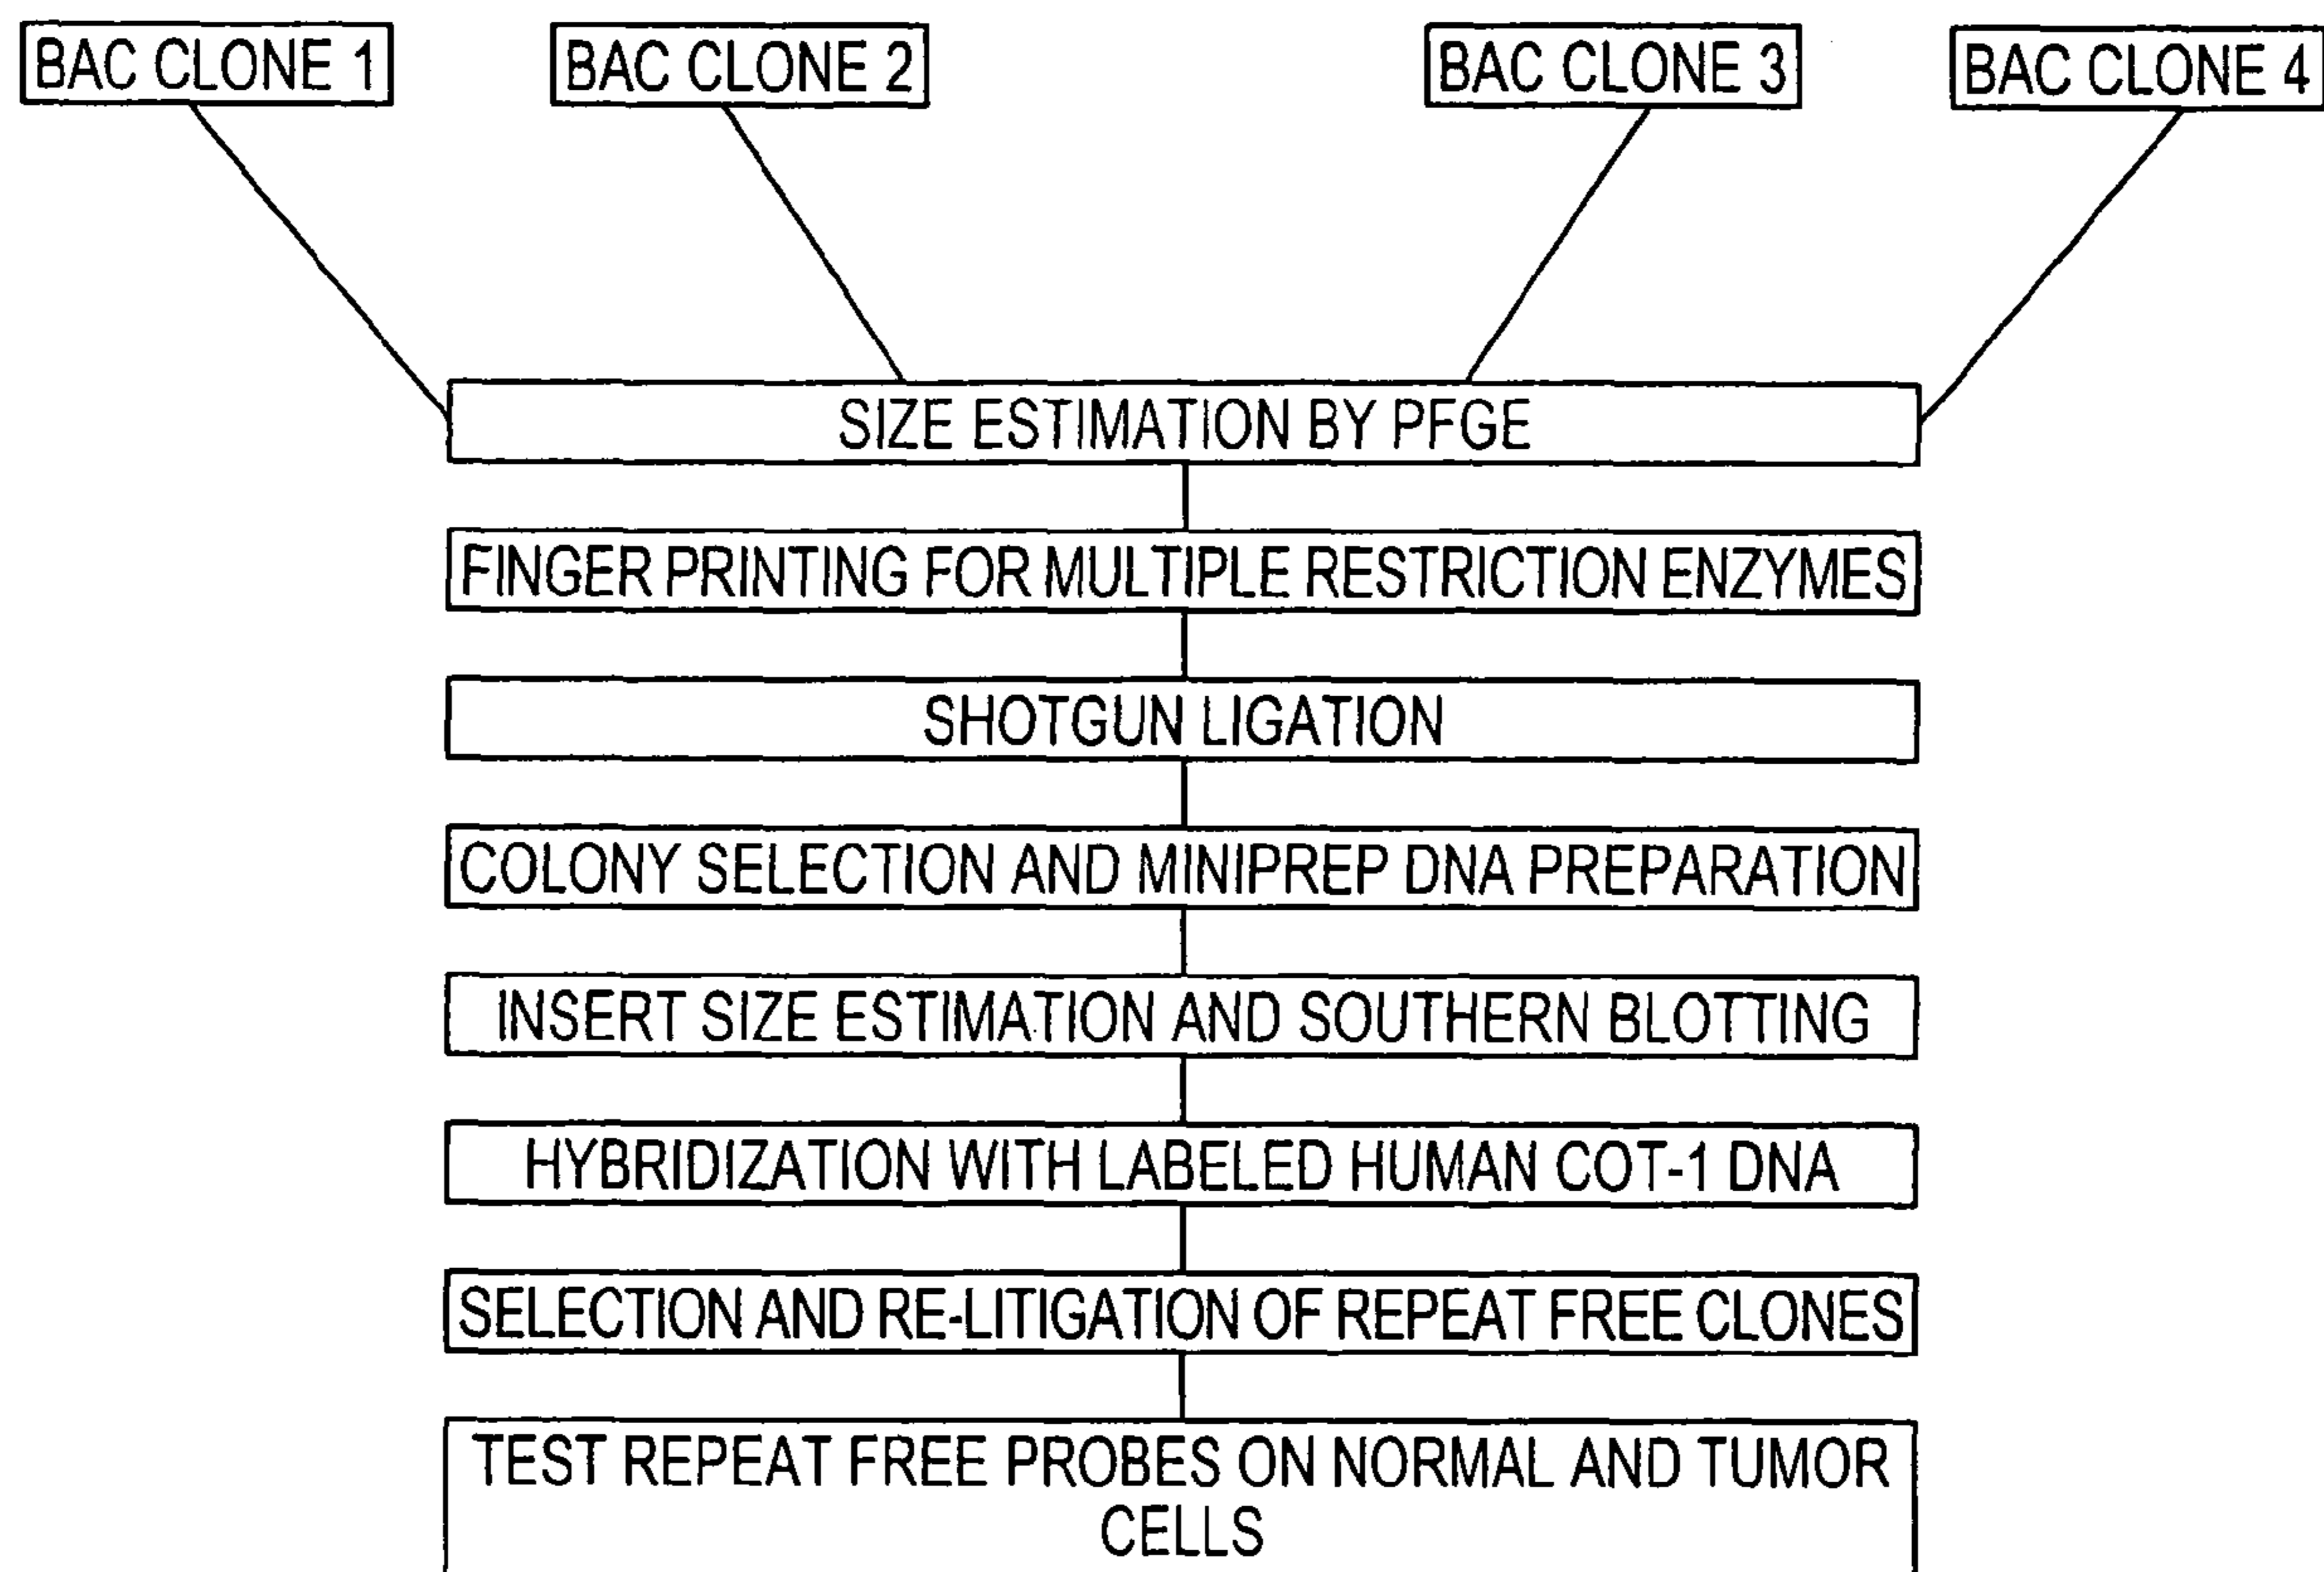 BAC CLONE 1
BAC CLONE 2
BAC CLONE 3
BAC CLONE 4
SIZE ESTIMATION BY PFGE
FINGER PRINTING FOR MULTIPLE RESTRICTION ENZYMES
SHOTGUN LIGATION
COLONY SELECTION AND MINIPREP DNA PREPARATION
INSERT SIZE ESTIMATION AND SOUTHERN BLOTTING
HYBRIDIZATION WITH LABELED HUMAN COT-1 DNA
SELECTION AND RE-LITIGATION OF REPEAT FREE CLONES
TEST REPEAT FREE PROBES ON NORMAL AND TUMOR
CELLS